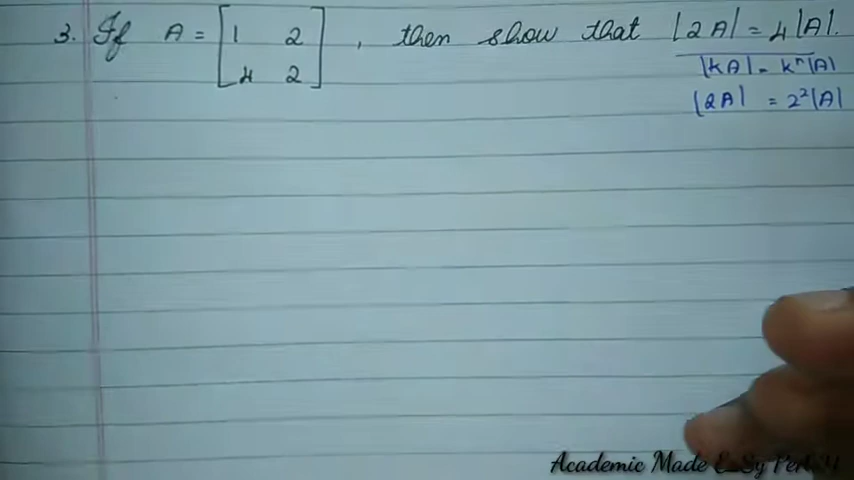 3. If A = [1 2
4 2] , then show that |2A| = 4|A|.
|kA| = kⁿ|A|
|2A| = 2²|A|
Academic Made